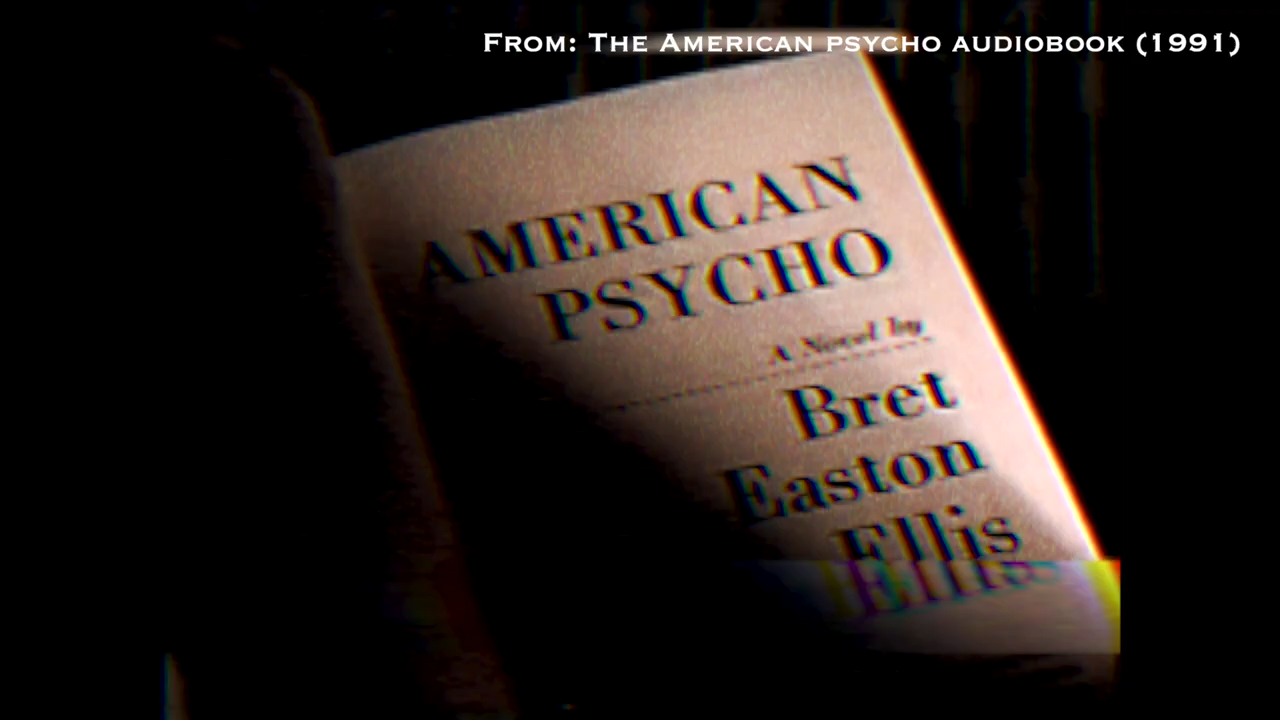 From: The American psycho audiobook (1991)
AMERICAN
PSYCHO
A Novel by
Bret
Easton
Ellis